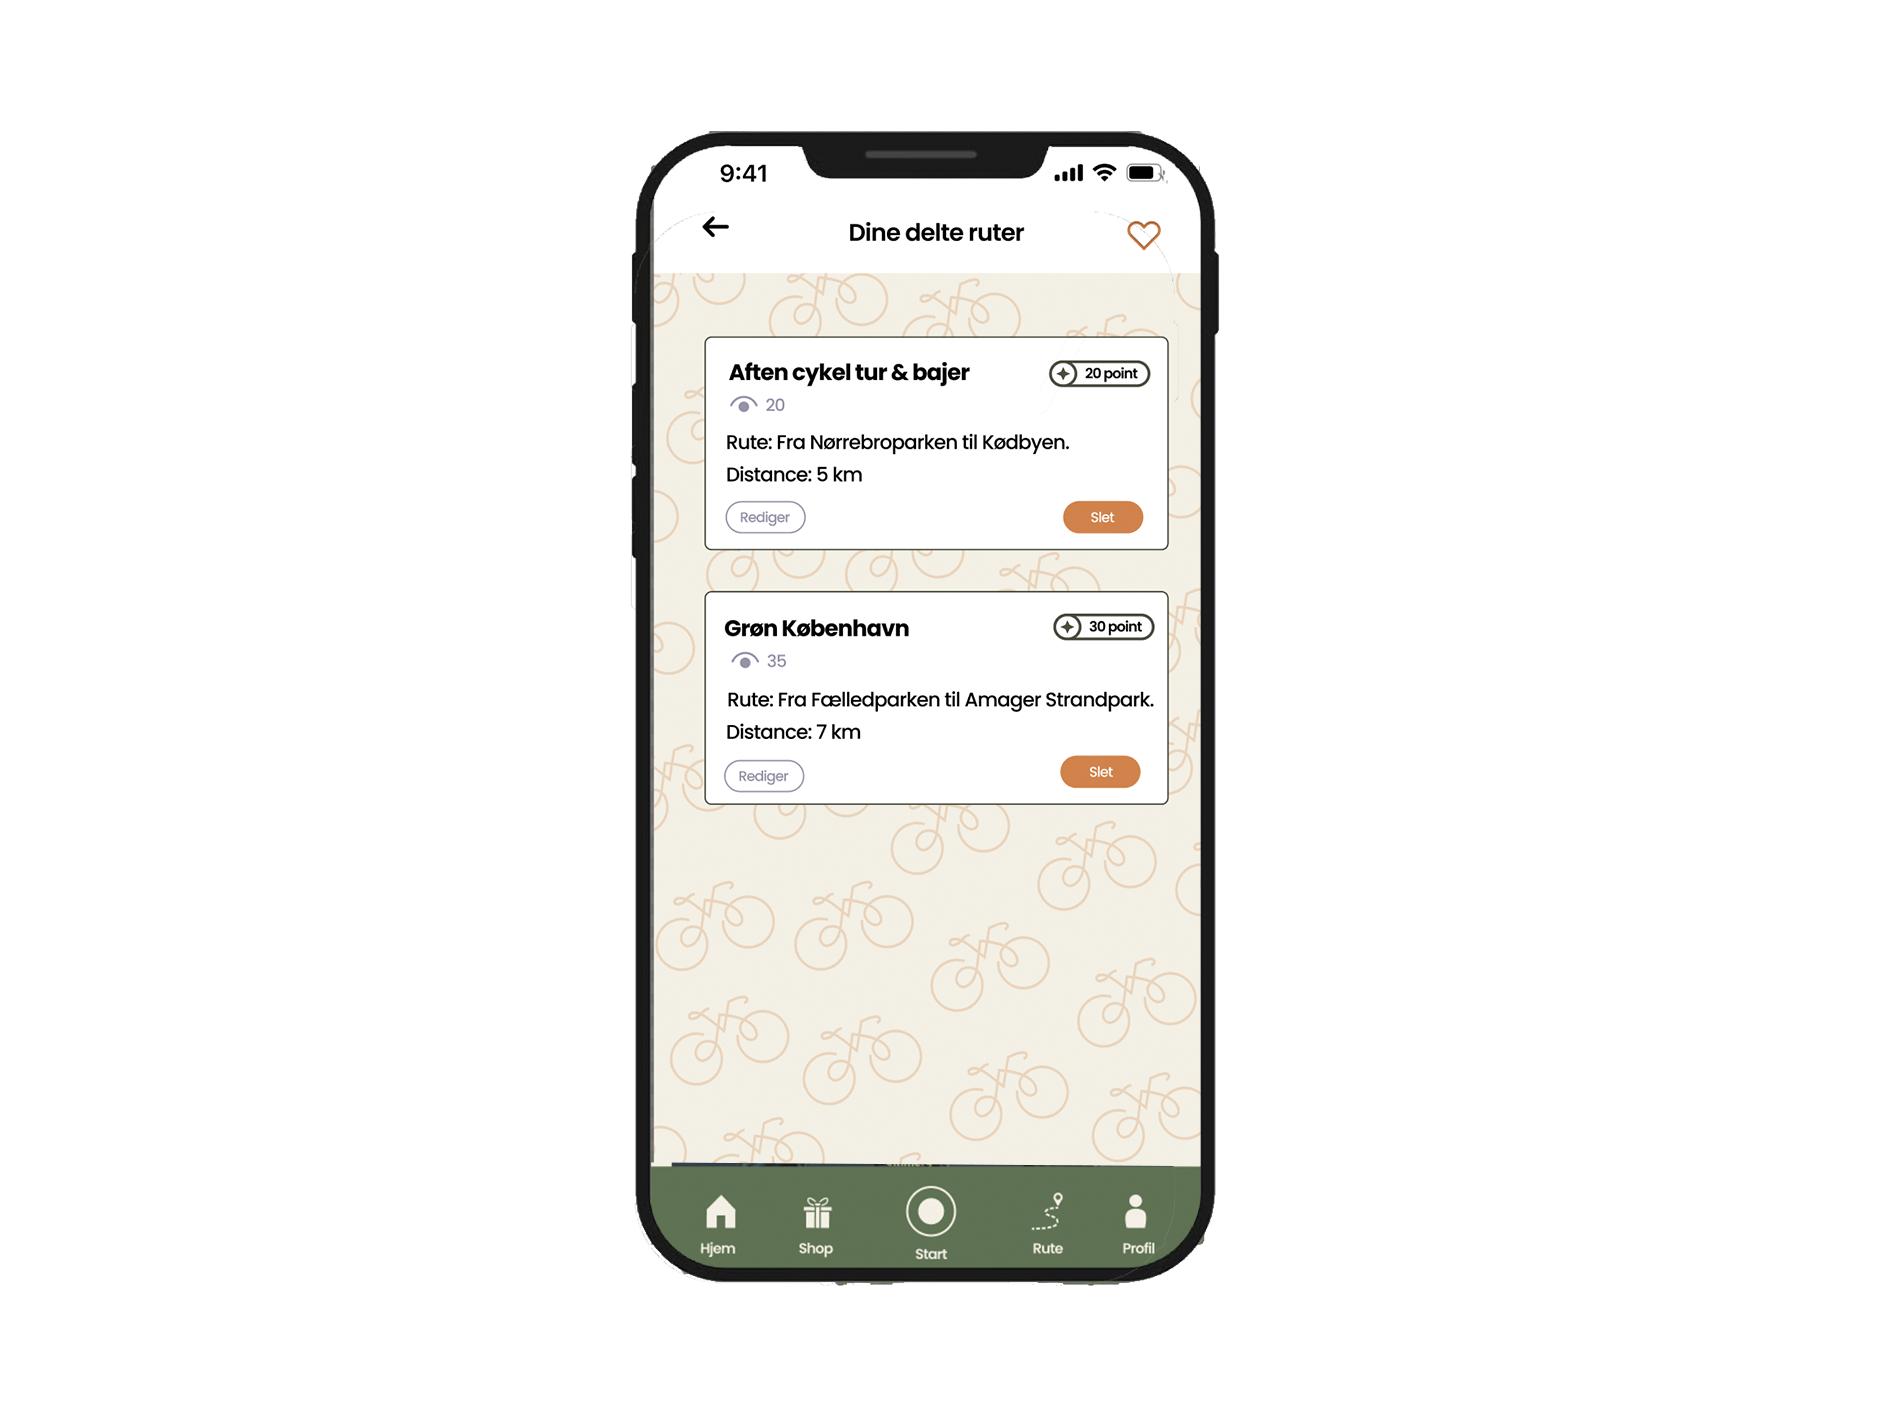 9:41
Dine delte ruter
Aften cykel tur & bajer
20 point
20
Rute: Fra Nørrebroparken til Kødbyen.
Distance: 5 km
Rediger
Slet
Grøn København
30 point
35
Rute: Fra Fælledparken til Amager Strandpark.
Distance: 7 km
Rediger
Slet
Hjem
Shop
Start
Rute
Profil